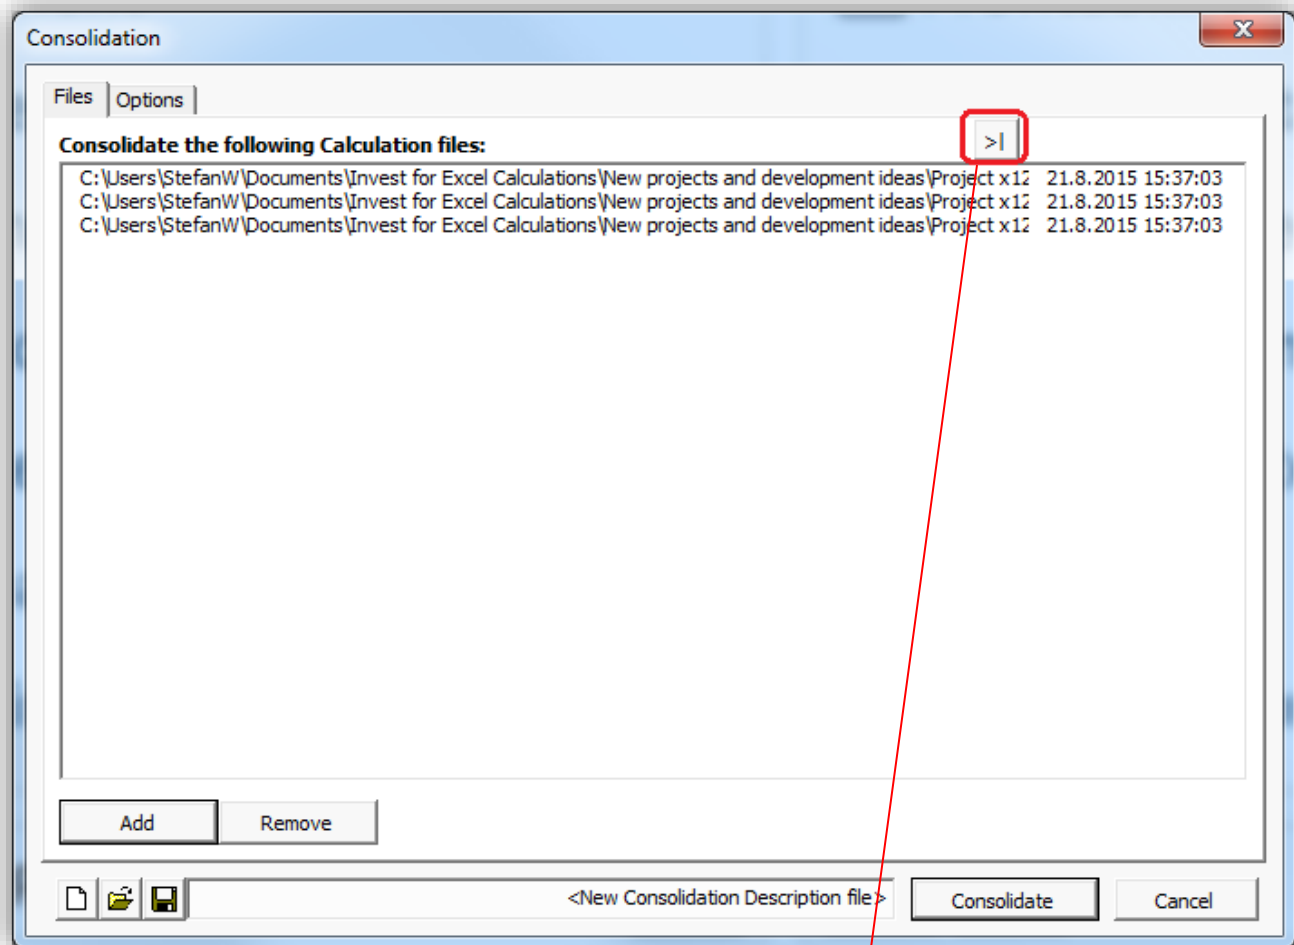 Consolidation
Files Options
Consolidate the following Calculation files: >|
C:\Users\StefanW\Documents\Invest for Excel Calculations\New projects and development ideas\Project x12 21.8.2015 15:37:03
C:\Users\StefanW\Documents\Invest for Excel Calculations\New projects and development ideas\Project x12 21.8.2015 15:37:03
C:\Users\StefanW\Documents\Invest for Excel Calculations\New projects and development ideas\Project x12 21.8.2015 15:37:03
Add Remove
<New Consolidation Description file> Consolidate Cancel